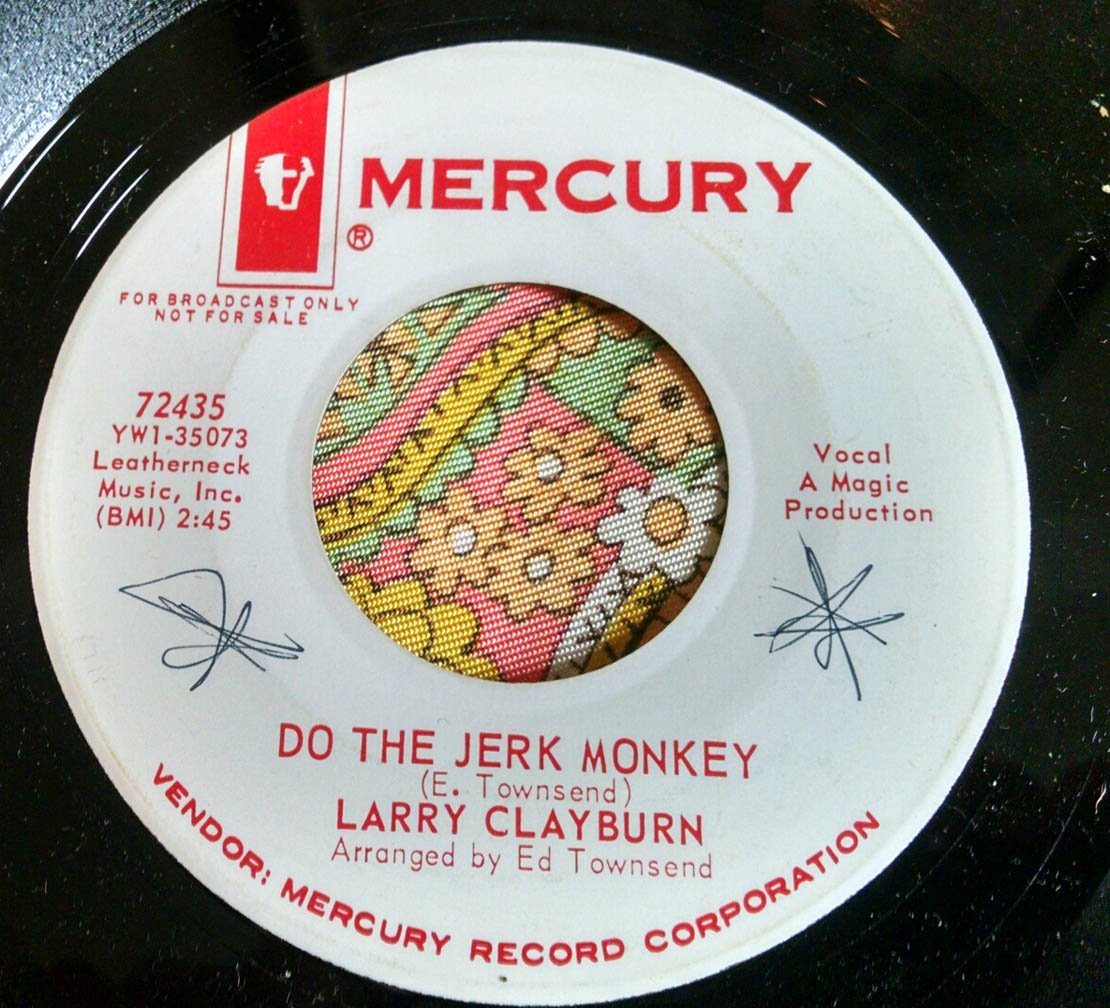 MERCURY
®
FOR BROADCAST ONLY
NOT FOR SALE
72435
YW1-35073
Leatherneck
Music, Inc.
(BMI) 2:45
Vocal
A Magic
Production
DO THE JERK MONKEY
(E. Townsend)
LARRY CLAYBURN
Arranged by Ed Townsend
VENDOR: MERCURY RECORD CORPORATION